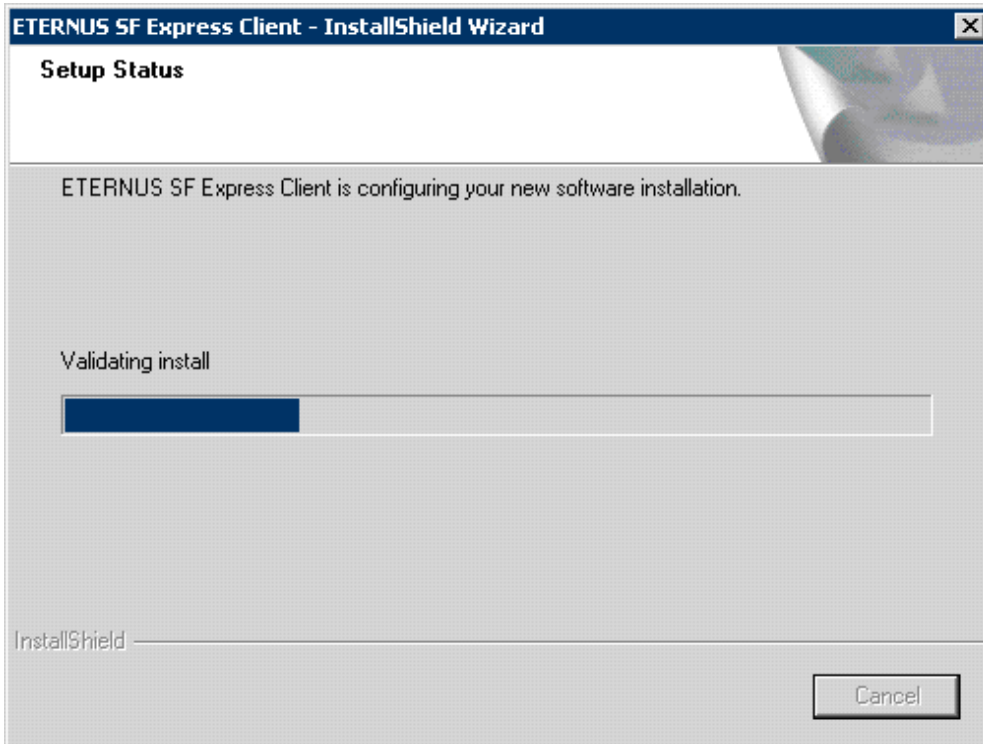 ETERNUS SF Express Client - InstallShield Wizard
Setup Status
ETERNUS SF Express Client is configuring your new software installation.
Validating install
InstallShield
Cancel